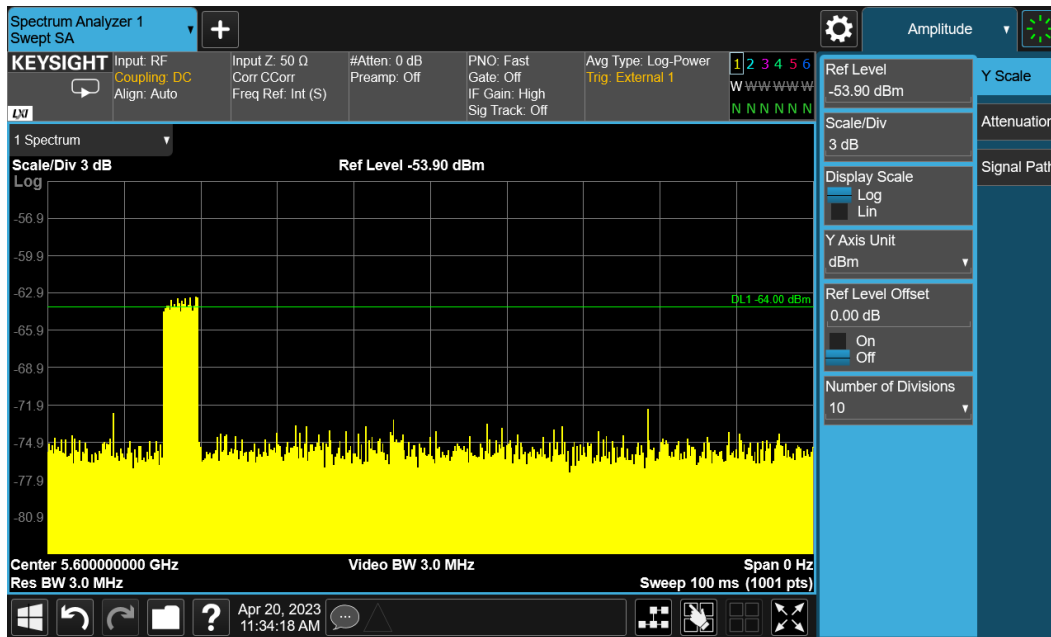 Spectrum Analyzer 1
Swept SA
Amplitude
KEYSIGHT
LXI
Input: RF
Coupling: DC
Align: Auto
Input Z: 50 Ω
Corr CCorr
Freq Ref: Int (S)
#Atten: 0 dB
Preamp: Off
PNO: Fast
Gate: Off
IF Gain: High
Sig Track: Off
Avg Type: Log-Power
Trig: External 1
1 2 3 4 5 6
W W W W W W
N N N N N N
1 Spectrum
Scale/Div 3 dB
Ref Level -53.90 dBm
Log
-56.9
-59.9
-62.9
-65.9
-68.9
-71.9
-74.9
-77.9
-80.9
DL1 -64.00 dBm
Center 5.600000000 GHz
Video BW 3.0 MHz
Span 0 Hz
Res BW 3.0 MHz
Sweep 100 ms (1001 pts)
Ref Level
-53.90 dBm
Scale/Div
3 dB
Display Scale
Log
Lin
Y Axis Unit
dBm
Ref Level Offset
0.00 dB
On
Off
Number of Divisions
10
Y Scale
Attenuation
Signal Path
?
Apr 20, 2023
11:34:18 AM